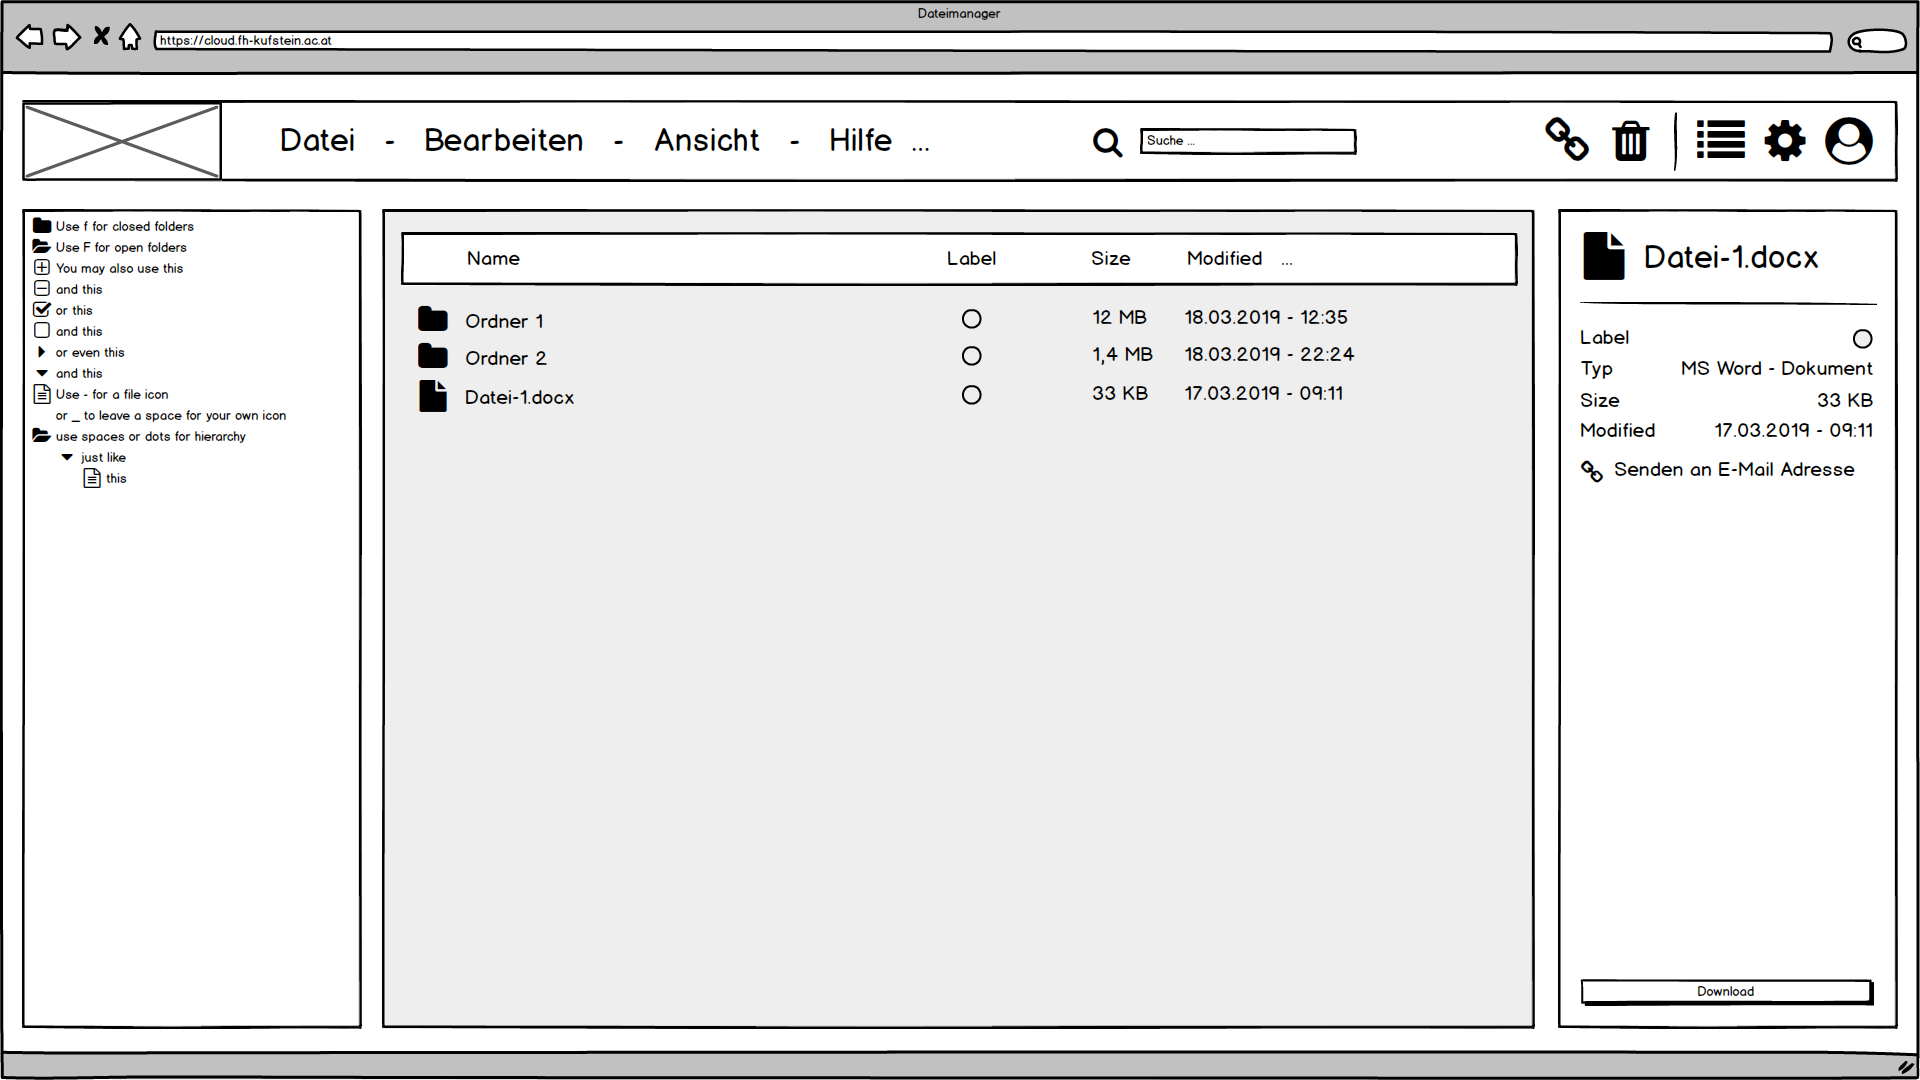 Dateimanager
https://cloud.fh-kufstein.ac.at
Datei - Bearbeiten - Ansicht - Hilfe ...
Suche ...
Use f for closed folders
Use F for open folders
You may also use this
and this
or this
and this
or even this
and this
Use - for a file icon
or _ to leave a space for your own icon
use spaces or dots for hierarchy
just like
this
Name Label Size Modified ...
Ordner 1 12 MB 18.03.2019 - 12:35
Ordner 2 1,4 MB 18.03.2019 - 22:24
Datei-1.docx 33 KB 17.03.2019 - 09:11
Datei-1.docx
Label
Typ MS Word - Dokument
Size 33 KB
Modified 17.03.2019 - 09:11
Senden an E-Mail Adresse
Download